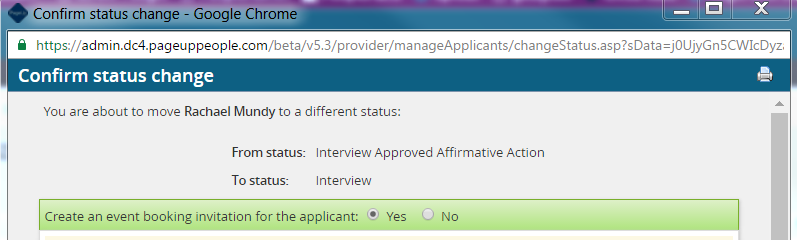 Confirm status change - Google Chrome
https://admin.dc4.pageuppeople.com/beta/v5.3/provider/manageApplicants/changeStatus.asp?sData=j0UjyGn5CWIcDyz
Confirm status change
You are about to move Rachael Mundy to a different status:
From status: Interview Approved Affirmative Action
To status: Interview
Create an event booking invitation for the applicant: Yes No